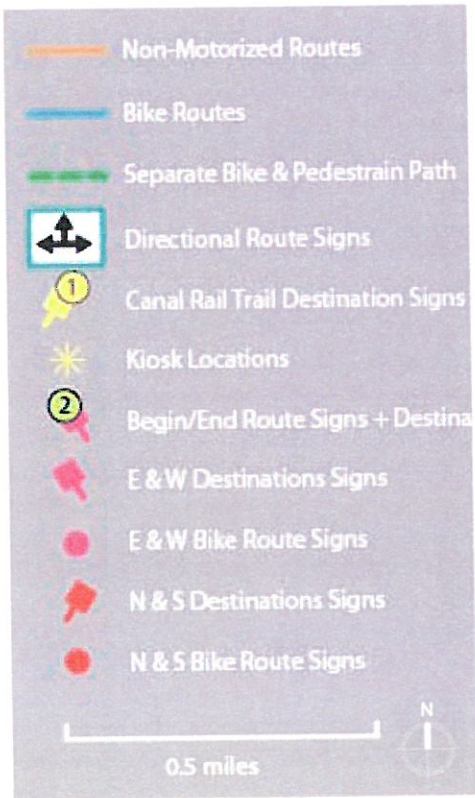 Non-Motorized Routes
Bike Routes
Separate Bike & Pedestrain Path
Directional Route Signs
1 Canal Rail Trail Destination Signs
Kiosk Locations
2 Begin/End Route Signs + Destina
E & W Destinations Signs
E & W Bike Route Signs
N & S Destinations Signs
N & S Bike Route Signs
N
0.5 miles